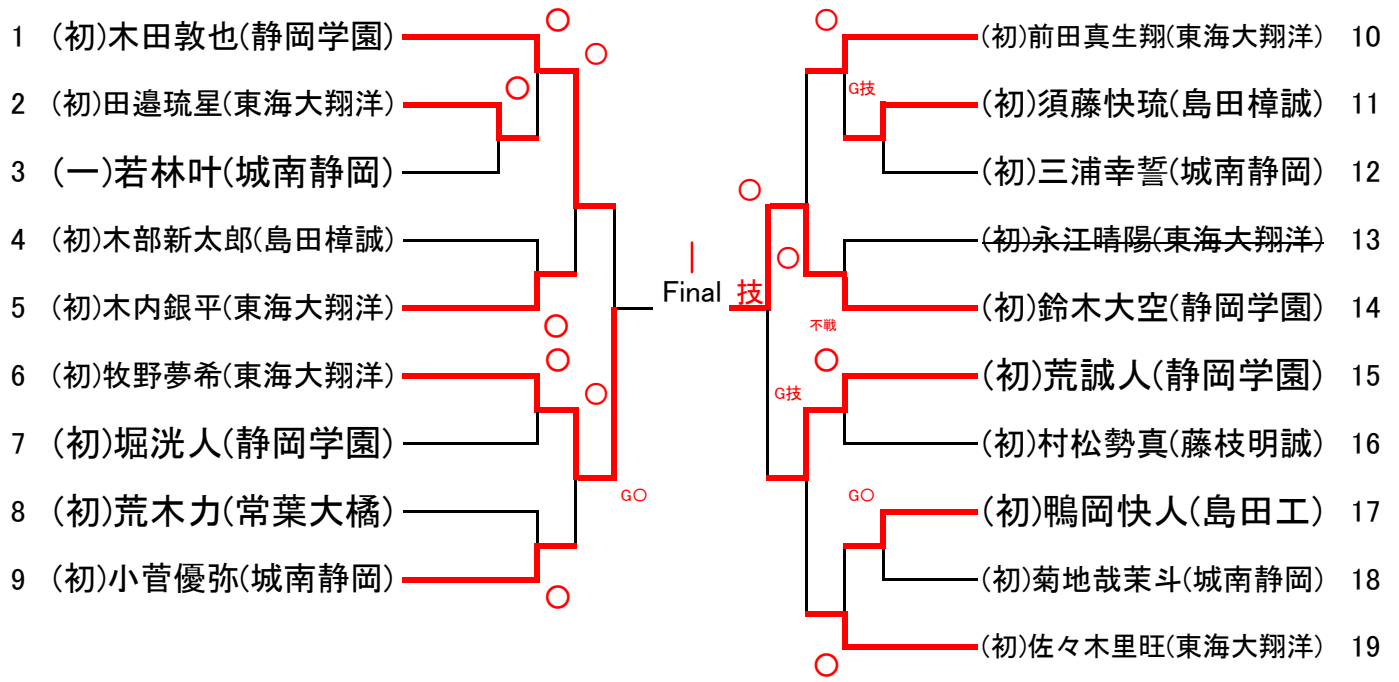 1 (初)木田敦也(静岡学園)
2 (初)田邉琉星(東海大翔洋)
3 (一)若林叶(城南静岡)
4 (初)木部新太郎(島田樟誠)
5 (初)木内銀平(東海大翔洋)
6 (初)牧野夢希(東海大翔洋)
7 (初)堀洸人(静岡学園)
8 (初)荒木力(常葉大橘)
9 (初)小菅優弥(城南静岡)
○
○
○
○
○
○
○
G○
|
Final 技
○
○
○
G技
不戦
○
G技
G○
○
(初)前田真生翔(東海大翔洋) 10
(初)須藤快琉(島田樟誠) 11
(初)三浦幸誓(城南静岡) 12
(初)永江晴陽(東海大翔洋) 13
(初)鈴木大空(静岡学園) 14
(初)荒誠人(静岡学園) 15
(初)村松勢真(藤枝明誠) 16
(初)鴨岡快人(島田工) 17
(初)菊地哉茉斗(城南静岡) 18
(初)佐々木里旺(東海大翔洋) 19